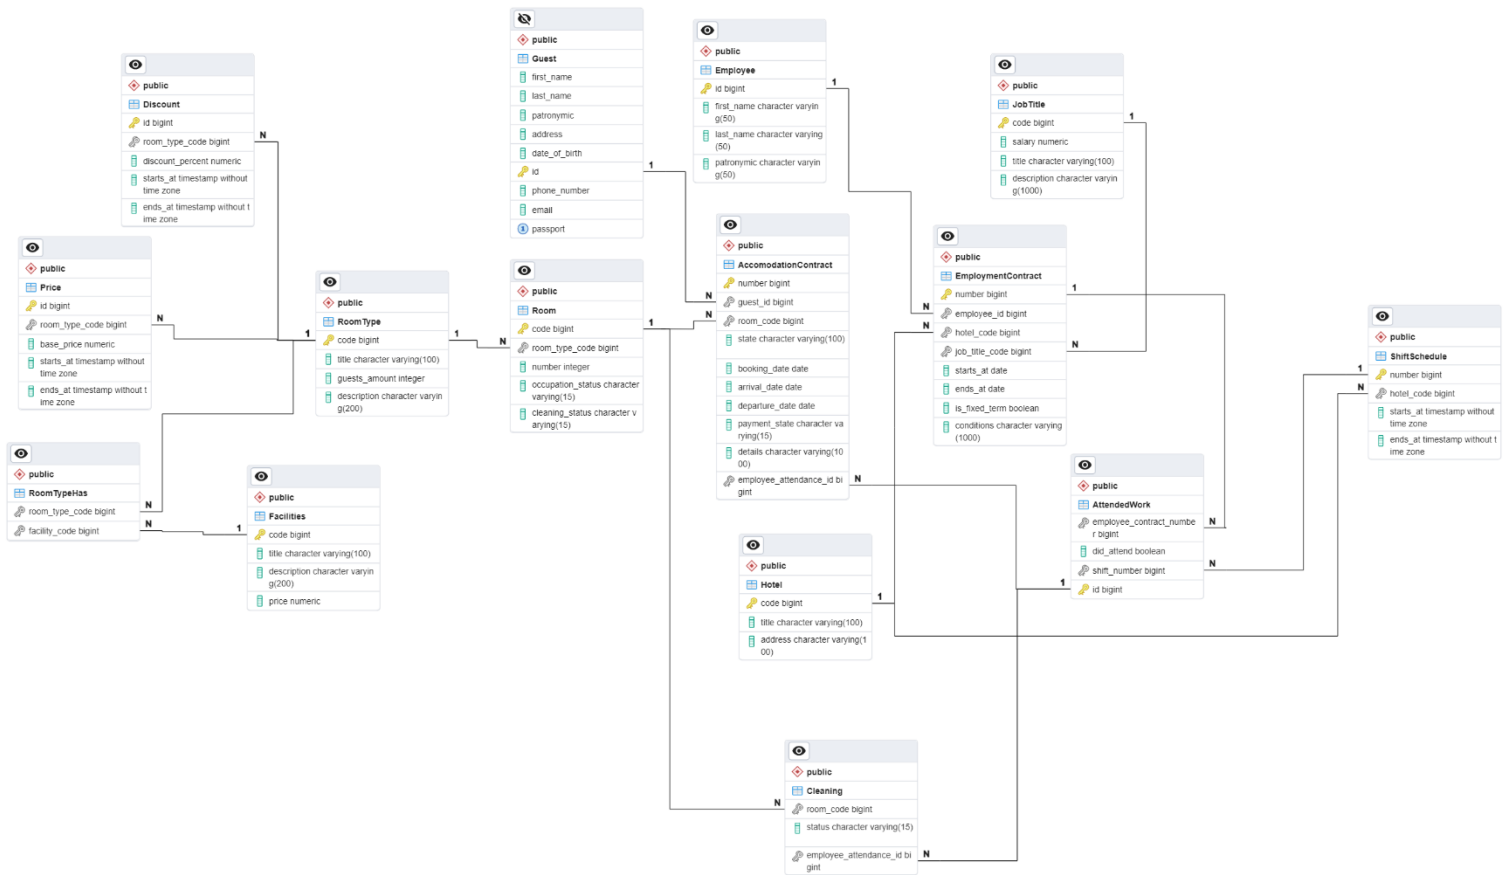 public
Discount
id bigint
room_type_code bigint
discount_percent numeric
starts_at timestamp without
time zone
ends_at timestamp without t
ime zone
N
public
Price
id bigint
room_type_code bigint
base_price numeric
starts_at timestamp without
time zone
ends_at timestamp without t
ime zone
N
public
RoomTypeHas
room_type_code bigint
facility_code bigint
N
N
public
Facilities
code bigint
title character varying(100)
description character varyin
g(200)
price numeric
1
public
RoomType
code bigint
title character varying(100)
guests_amount integer
description character varyin
g(200)
1
1
public
Guest
first_name
last_name
patronymic
address
date_of_birth
id
phone_number
email
passport
1
public
Room
code bigint
room_type_code bigint
number integer
occupation_status character
varying(15)
cleaning_status character v
arying(15)
N
1
public
Employee
id bigint
first_name character varyin
g(50)
last_name character varying
(50)
patronymic character varyin
g(50)
1
public
AccomodationContract
number bigint
guest_id bigint
room_code bigint
state character varying(100)
booking_date date
arrival_date date
departure_date date
payment_state character va
rying(15)
details character varying(10
00)
employee_attendance_id bi
gint
N
N
N
public
Hotel
code bigint
title character varying(100)
address character varying(1
00)
1
public
Cleaning
room_code bigint
status character varying(15)
employee_attendance_id bi
gint
N
N
public
JobTitle
code bigint
salary numeric
title character varying(100)
description character varyin
g(1000)
1
public
EmploymentContract
number bigint
employee_id bigint
hotel_code bigint
job_title_code bigint
starts_at date
ends_at date
is_fixed_term boolean
conditions character varying
(1000)
1
N
N
N
public
AttendedWork
employee_contract_numbe
r bigint
did_attend boolean
shift_number bigint
id bigint
N
N
1
public
ShiftSchedule
number bigint
hotel_code bigint
starts_at timestamp without
time zone
ends_at timestamp without t
ime zone
1
N